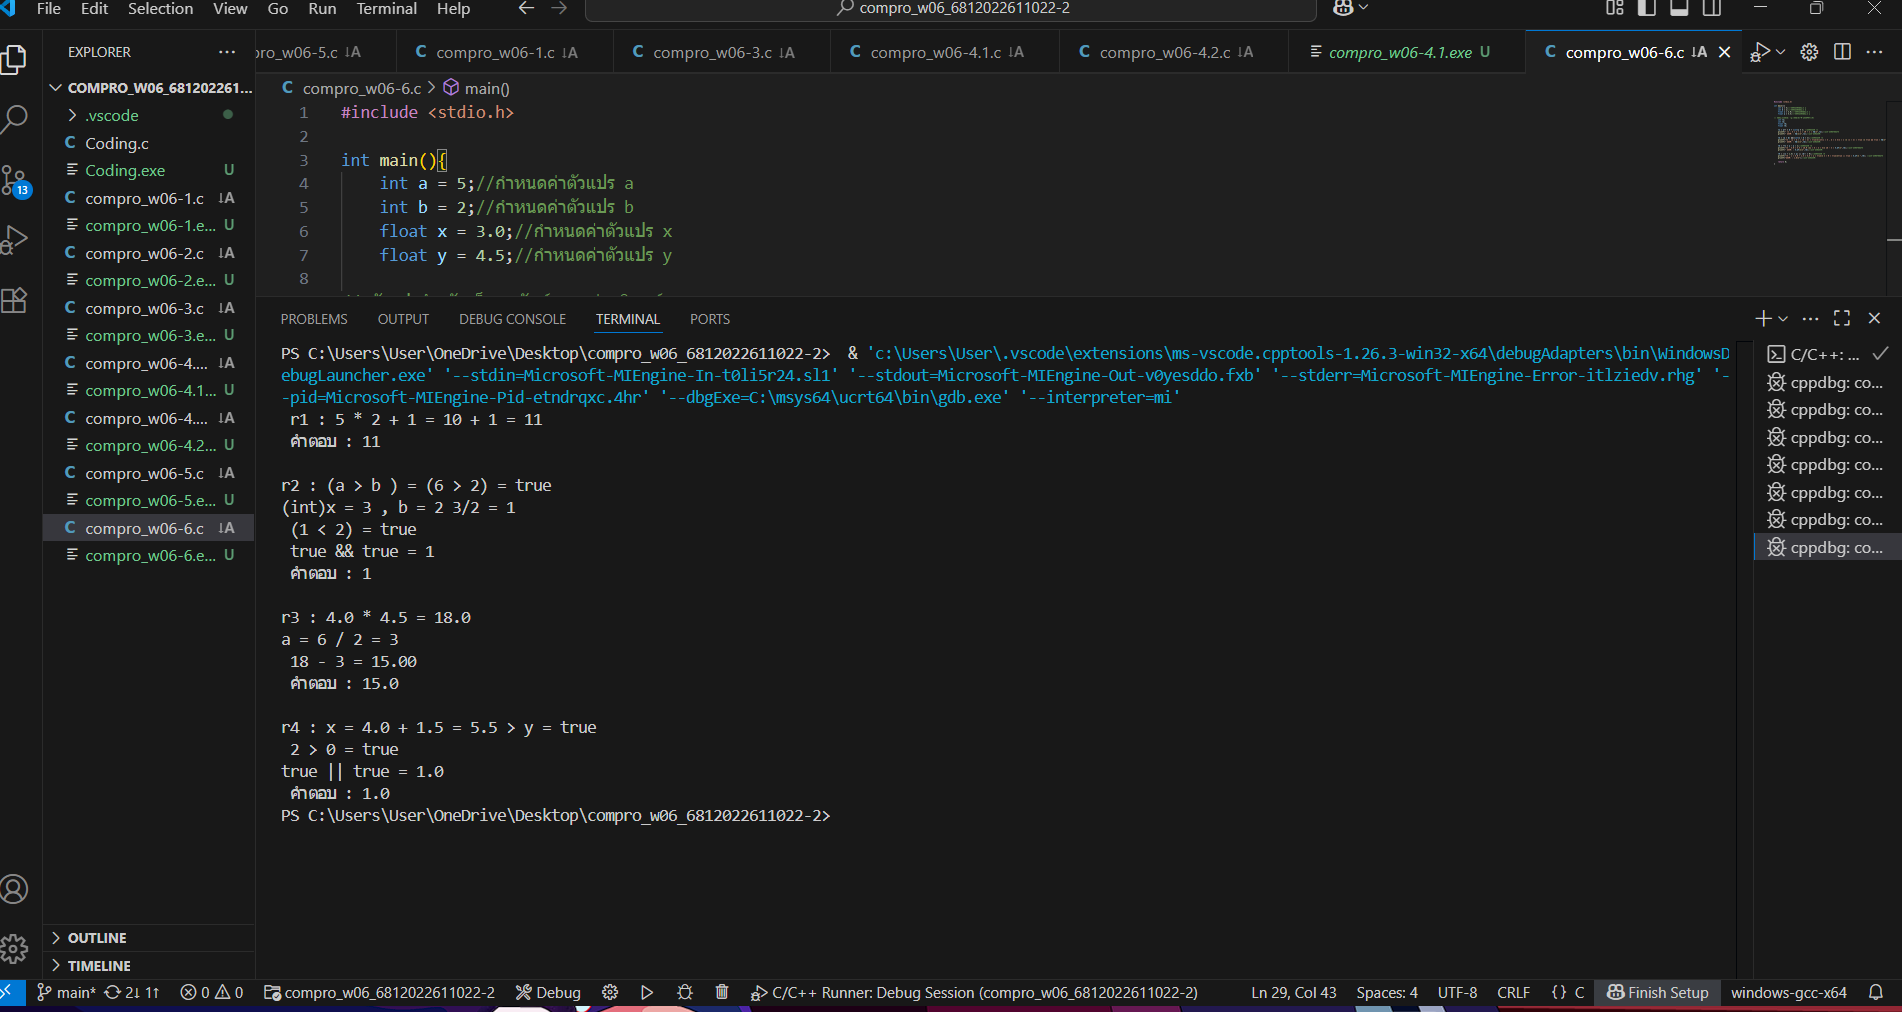 File Edit Selection View Go Run Terminal Help
compro_w06_6812022611022-2
EXPLORER
pro_w06-5.c ↓A
compro_w06-1.c ↓A
compro_w06-3.c ↓A
compro_w06-4.1.c ↓A
compro_w06-4.2.c ↓A
compro_w06-4.1.exe U
compro_w06-6.c ↓A
COMPRO_W06_681202261...
.vscode
Coding.c
Coding.exe U
compro_w06-1.c ↓A
compro_w06-1.e... U
compro_w06-2.c ↓A
compro_w06-2.e... U
compro_w06-3.c ↓A
compro_w06-3.e... U
compro_w06-4.... ↓A
compro_w06-4.1... U
compro_w06-4.... ↓A
compro_w06-4.2... U
compro_w06-5.c ↓A
compro_w06-5.e... U
compro_w06-6.c ↓A
compro_w06-6.e... U
13
OUTLINE
TIMELINE
compro_w06-6.c > main()
1 #include <stdio.h>
2
3 int main(){
4 int a = 5;//กำหนดค่าตัวแปร a
5 int b = 2;//กำหนดค่าตัวแปร b
6 float x = 3.0;//กำหนดค่าตัวแปร x
7 float y = 4.5;//กำหนดค่าตัวแปร y
8
PROBLEMS OUTPUT DEBUG CONSOLE TERMINAL PORTS
PS C:\Users\User\OneDrive\Desktop\compro_w06_6812022611022-2> & 'c:\Users\User\.vscode\extensions\ms-vscode.cpptools-1.26.3-win32-x64\debugAdapters\bin\WindowsD
ebugLauncher.exe' '--stdin=Microsoft-MIEngine-In-t0li5r24.sl1' '--stdout=Microsoft-MIEngine-Out-v0yesddo.fxb' '--stderr=Microsoft-MIEngine-Error-itlziedv.rhg' '-
-pid=Microsoft-MIEngine-Pid-etndrqxc.4hr' '--dbgExe=C:\msys64\ucrt64\bin\gdb.exe' '--interpreter=mi'
r1 : 5 * 2 + 1 = 10 + 1 = 11
คำตอบ : 11
r2 : (a > b ) = (6 > 2) = true
(int)x = 3 , b = 2 3/2 = 1
(1 < 2) = true
true && true = 1
คำตอบ : 1
r3 : 4.0 * 4.5 = 18.0
a = 6 / 2 = 3
18 - 3 = 15.00
คำตอบ : 15.0
r4 : x = 4.0 + 1.5 = 5.5 > y = true
2 > 0 = true
true || true = 1.0
คำตอบ : 1.0
PS C:\Users\User\OneDrive\Desktop\compro_w06_6812022611022-2>
C/C++: ...
cppdbg: co...
cppdbg: co...
cppdbg: co...
cppdbg: co...
cppdbg: co...
cppdbg: co...
cppdbg: co...
main* 2↓ 1↑ 0 0 compro_w06_6812022611022-2 Debug C/C++ Runner: Debug Session (compro_w06_6812022611022-2) Ln 29, Col 43 Spaces: 4 UTF-8 CRLF {} C Finish Setup windows-gcc-x64